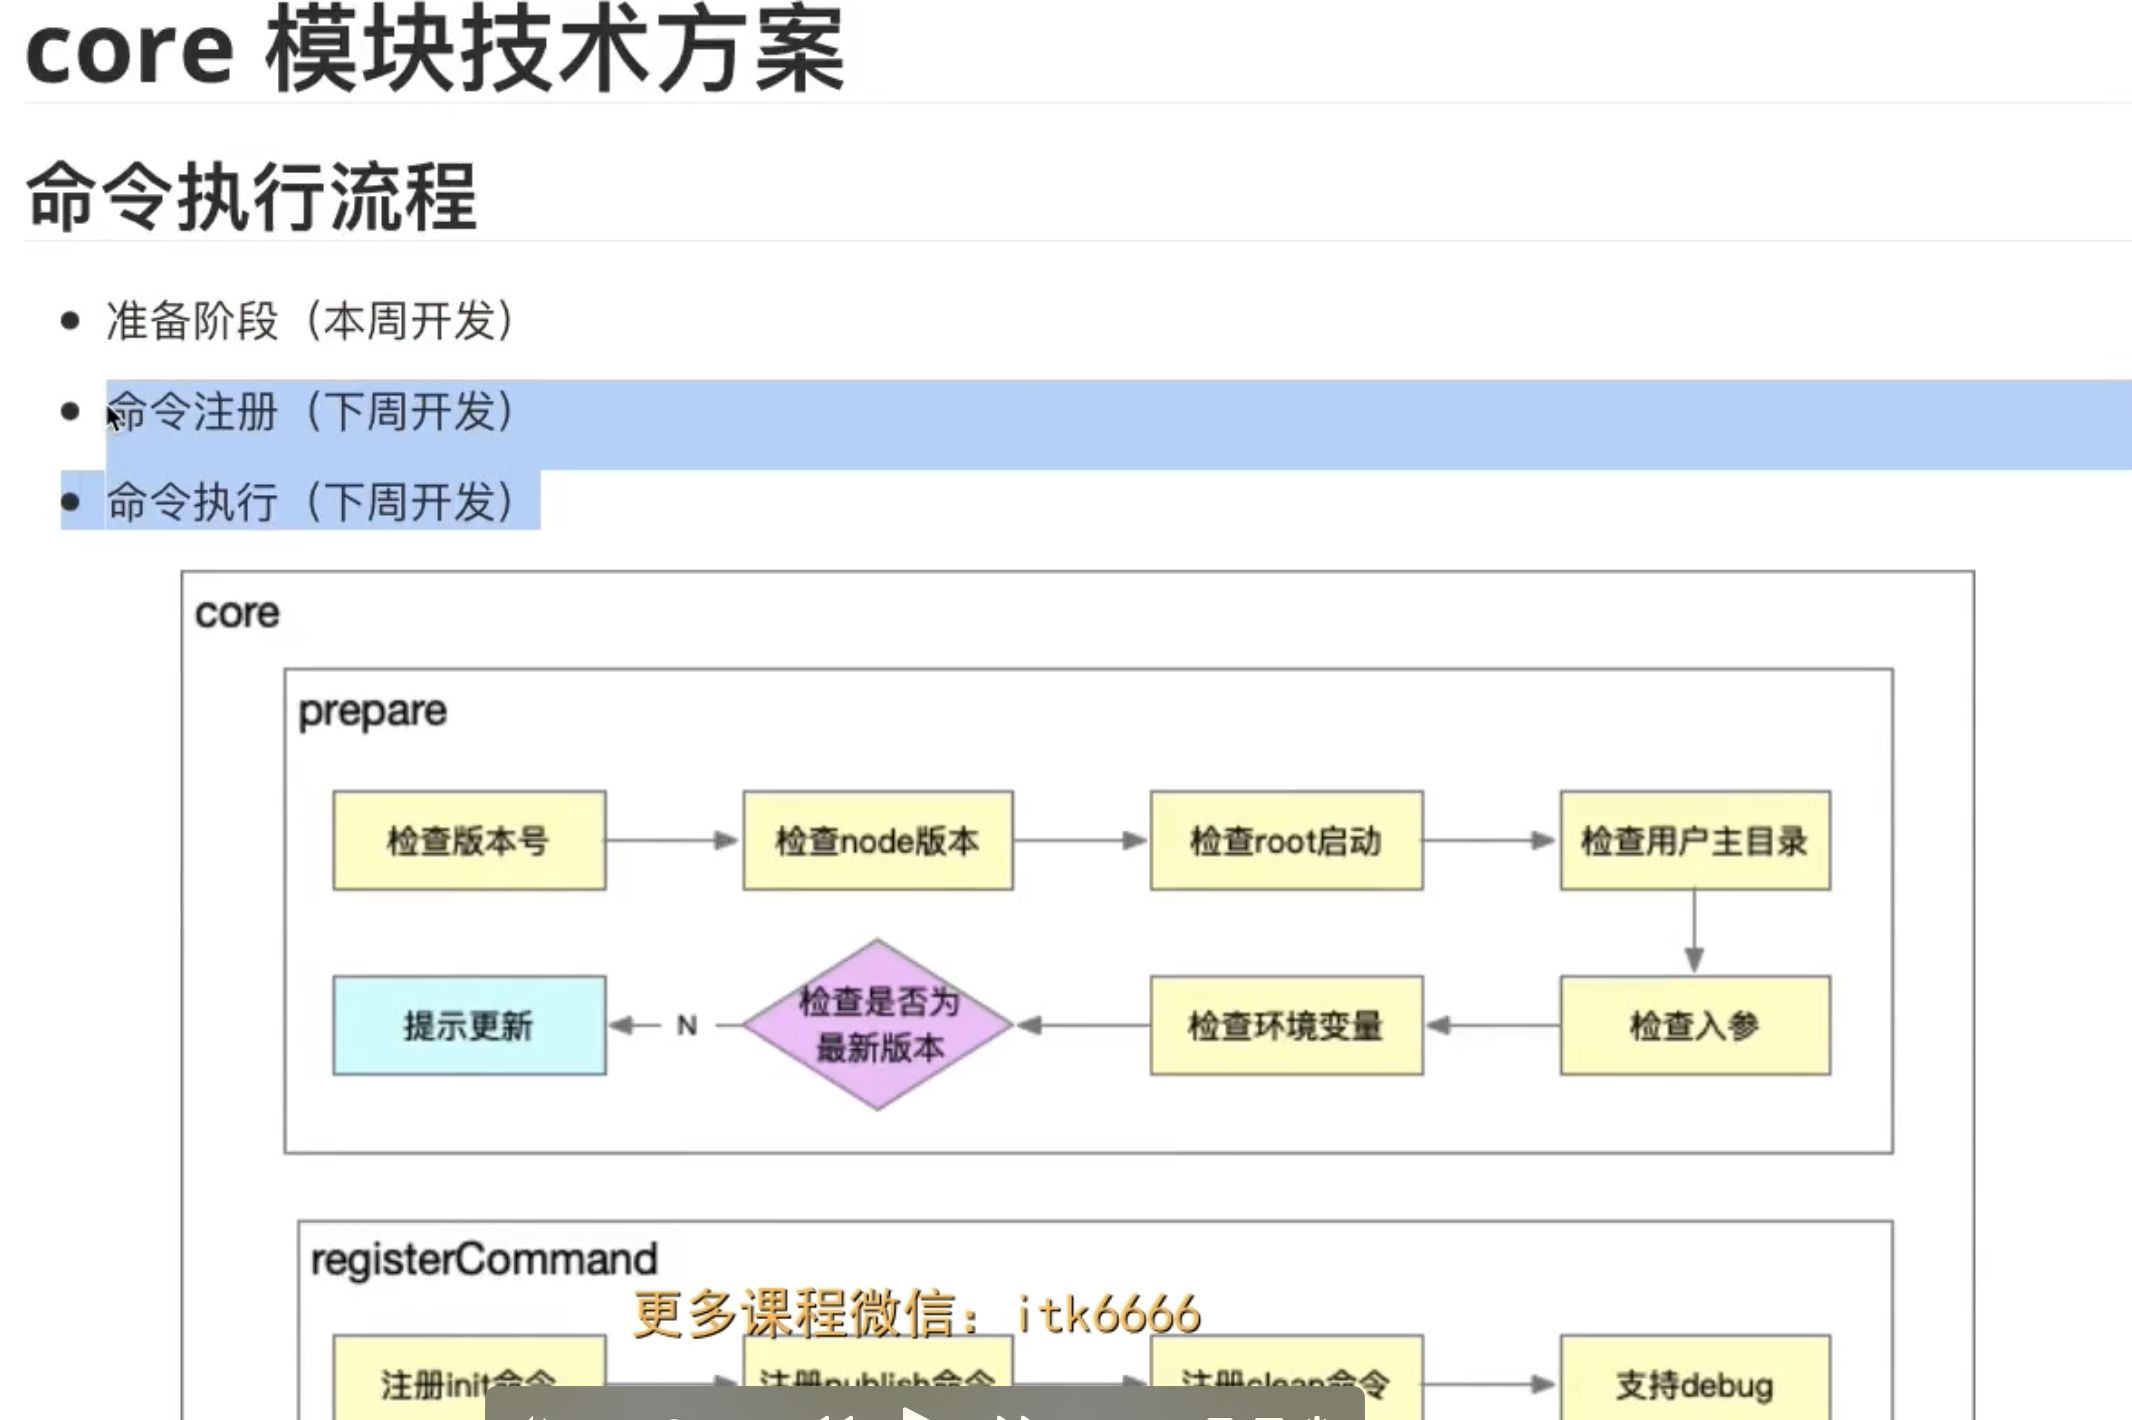 core 模块技术方案
命令执行流程
准备阶段（本周开发）
命令注册（下周开发）
命令执行（下周开发）
core
prepare
检查版本号
检查node版本
检查root启动
检查用户主目录
提示更新
N
检查是否为
最新版本
检查环境变量
检查入参
registerCommand
更多课程微信：itk6666
注册init命令
注册publish命令
注册clean命令
支持debug